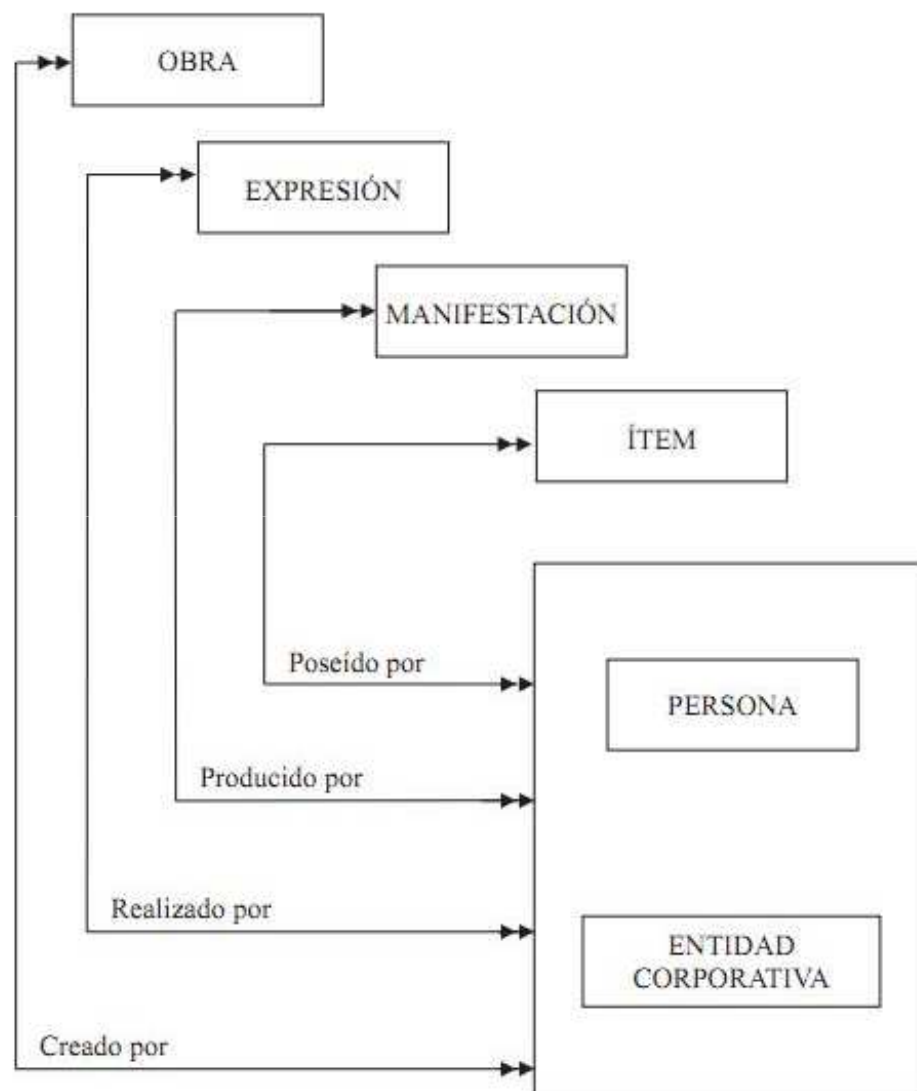 OBRA
EXPRESIÓN
MANIFESTACIÓN
ÍTEM
Poseído por
PERSONA
Producido por
Realizado por
ENTIDAD
CORPORATIVA
Creado por